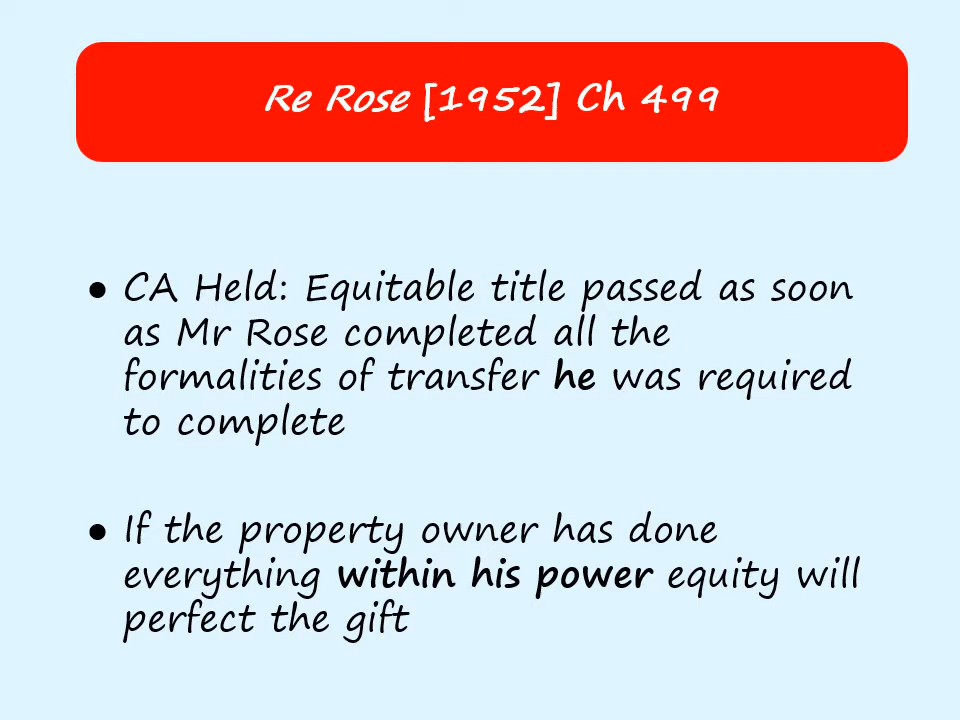 Re Rose [1952] Ch 499
● CA Held: Equitable title passed as soon
as Mr Rose completed all the
formalities of transfer he was required
to complete
● If the property owner has done
everything within his power equity will
perfect the gift